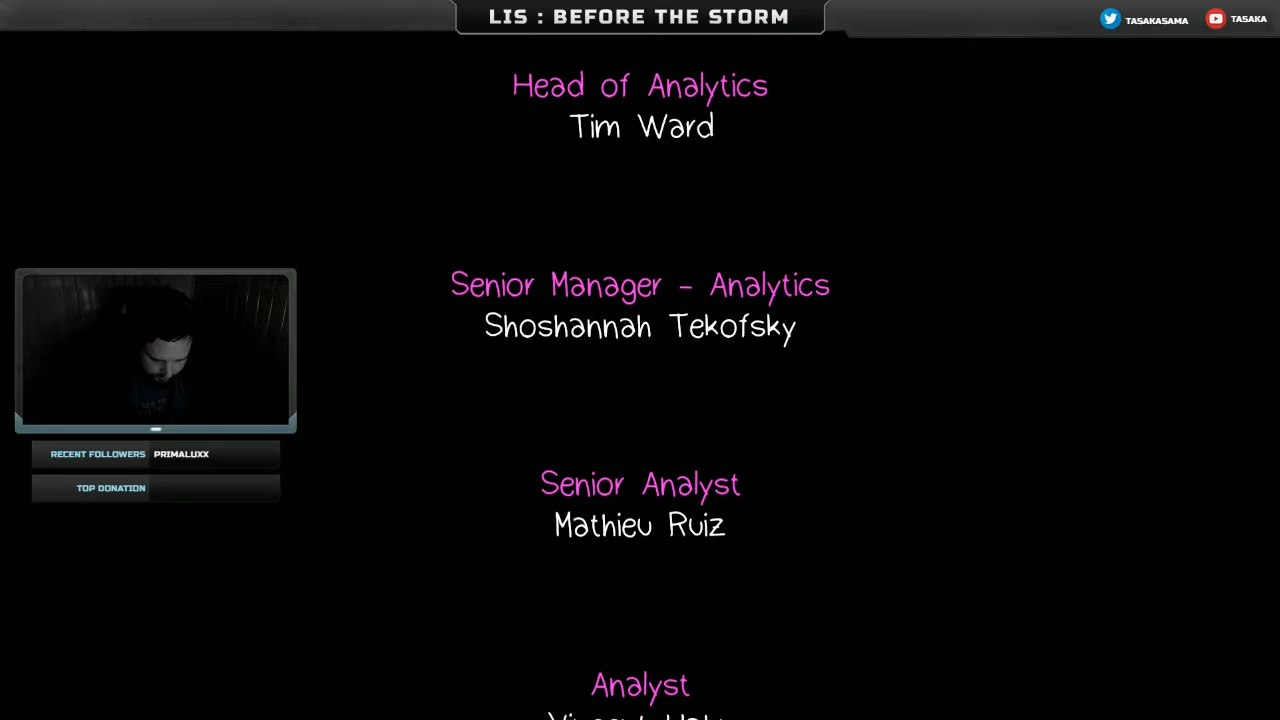 LIS : BEFORE THE STORM
TASAKASAMA
TASAKA
Head of Analytics
Tim Ward
Senior Manager - Analytics
Shoshannah Tekofsky
RECENT FOLLOWERS PRIMALUXX
TOP DONATION
Senior Analyst
Mathieu Ruiz
Analyst